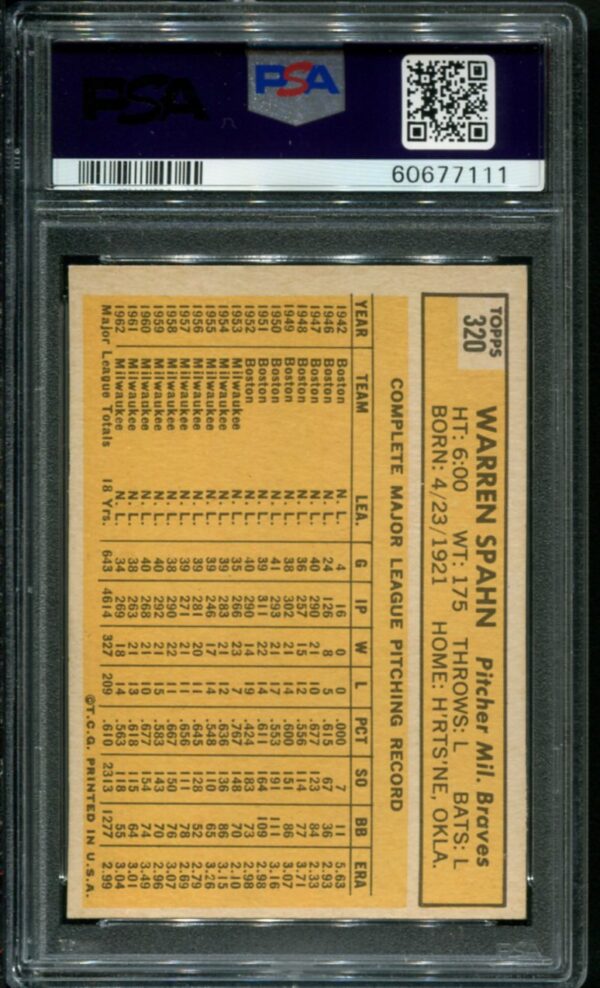 PSA PSA
60677111
TOPPS
320
WARREN SPAHN Pitcher Mil. Braves
HT: 6:00 WT: 175 THROWS: L BATS: L
BORN: 4/23/1921 HOME: H'RTS'NE, OKLA.
COMPLETE MAJOR LEAGUE PITCHING RECORD
YEAR TEAM LEA. G IP W L PCT SO BB ERA
1942 Boston N. L. 4 16 0 0 .000 7 11 5.63
1946 Boston N. L. 24 126 8 5 .615 67 36 2.93
1947 Boston N. L. 40 290 21 10 .677 123 84 2.33
1948 Boston N. L. 36 257 15 12 .556 114 77 3.71
1949 Boston N. L. 38 302 21 14 .600 151 86 3.07
1950 Boston N. L. 41 293 21 17 .553 191 111 3.16
1951 Boston N. L. 39 311 22 14 .611 164 109 2.98
1952 Boston N. L. 40 290 14 19 .424 183 73 2.98
1953 Milwaukee N. L. 35 266 23 7 .767 148 70 2.10
1954 Milwaukee N. L. 39 283 21 12 .636 136 86 3.15
1955 Milwaukee N. L. 39 246 17 14 .548 110 65 3.26
1956 Milwaukee N. L. 39 281 20 11 .645 128 52 2.79
1957 Milwaukee N. L. 39 271 21 11 .656 111 78 2.69
1958 Milwaukee N. L. 38 290 22 11 .667 150 76 3.07
1959 Milwaukee N. L. 40 292 21 15 .583 143 70 2.96
1960 Milwaukee N. L. 40 268 21 10 .677 154 74 3.49
1961 Milwaukee N. L. 38 263 21 13 .618 115 64 3.01
1962 Milwaukee N. L. 34 269 18 14 .563 118 55 3.04
Major League Totals 18 Yrs. 643 4614 327 209 .610 2313 1277 2.99
©T.C.G. PRINTED IN U.S.A.
PSA